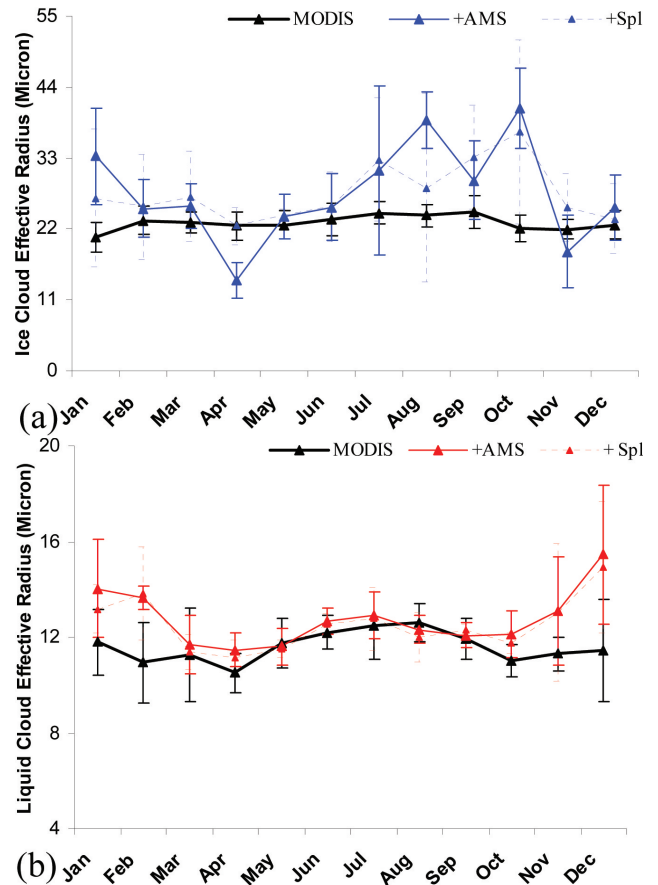 MODIS +AMS +Spl
Ice Cloud Effective Radius (Micron)
55
44
33
22
11
0
Jan Feb Mar Apr May Jun Jul Aug Sep Oct Nov Dec
(a)
MODIS +AMS + Spl
Liquid Cloud Effective Radius (Micron)
20
16
12
8
4
Jan Feb Mar Apr May Jun Jul Aug Sep Oct Nov Dec
(b)